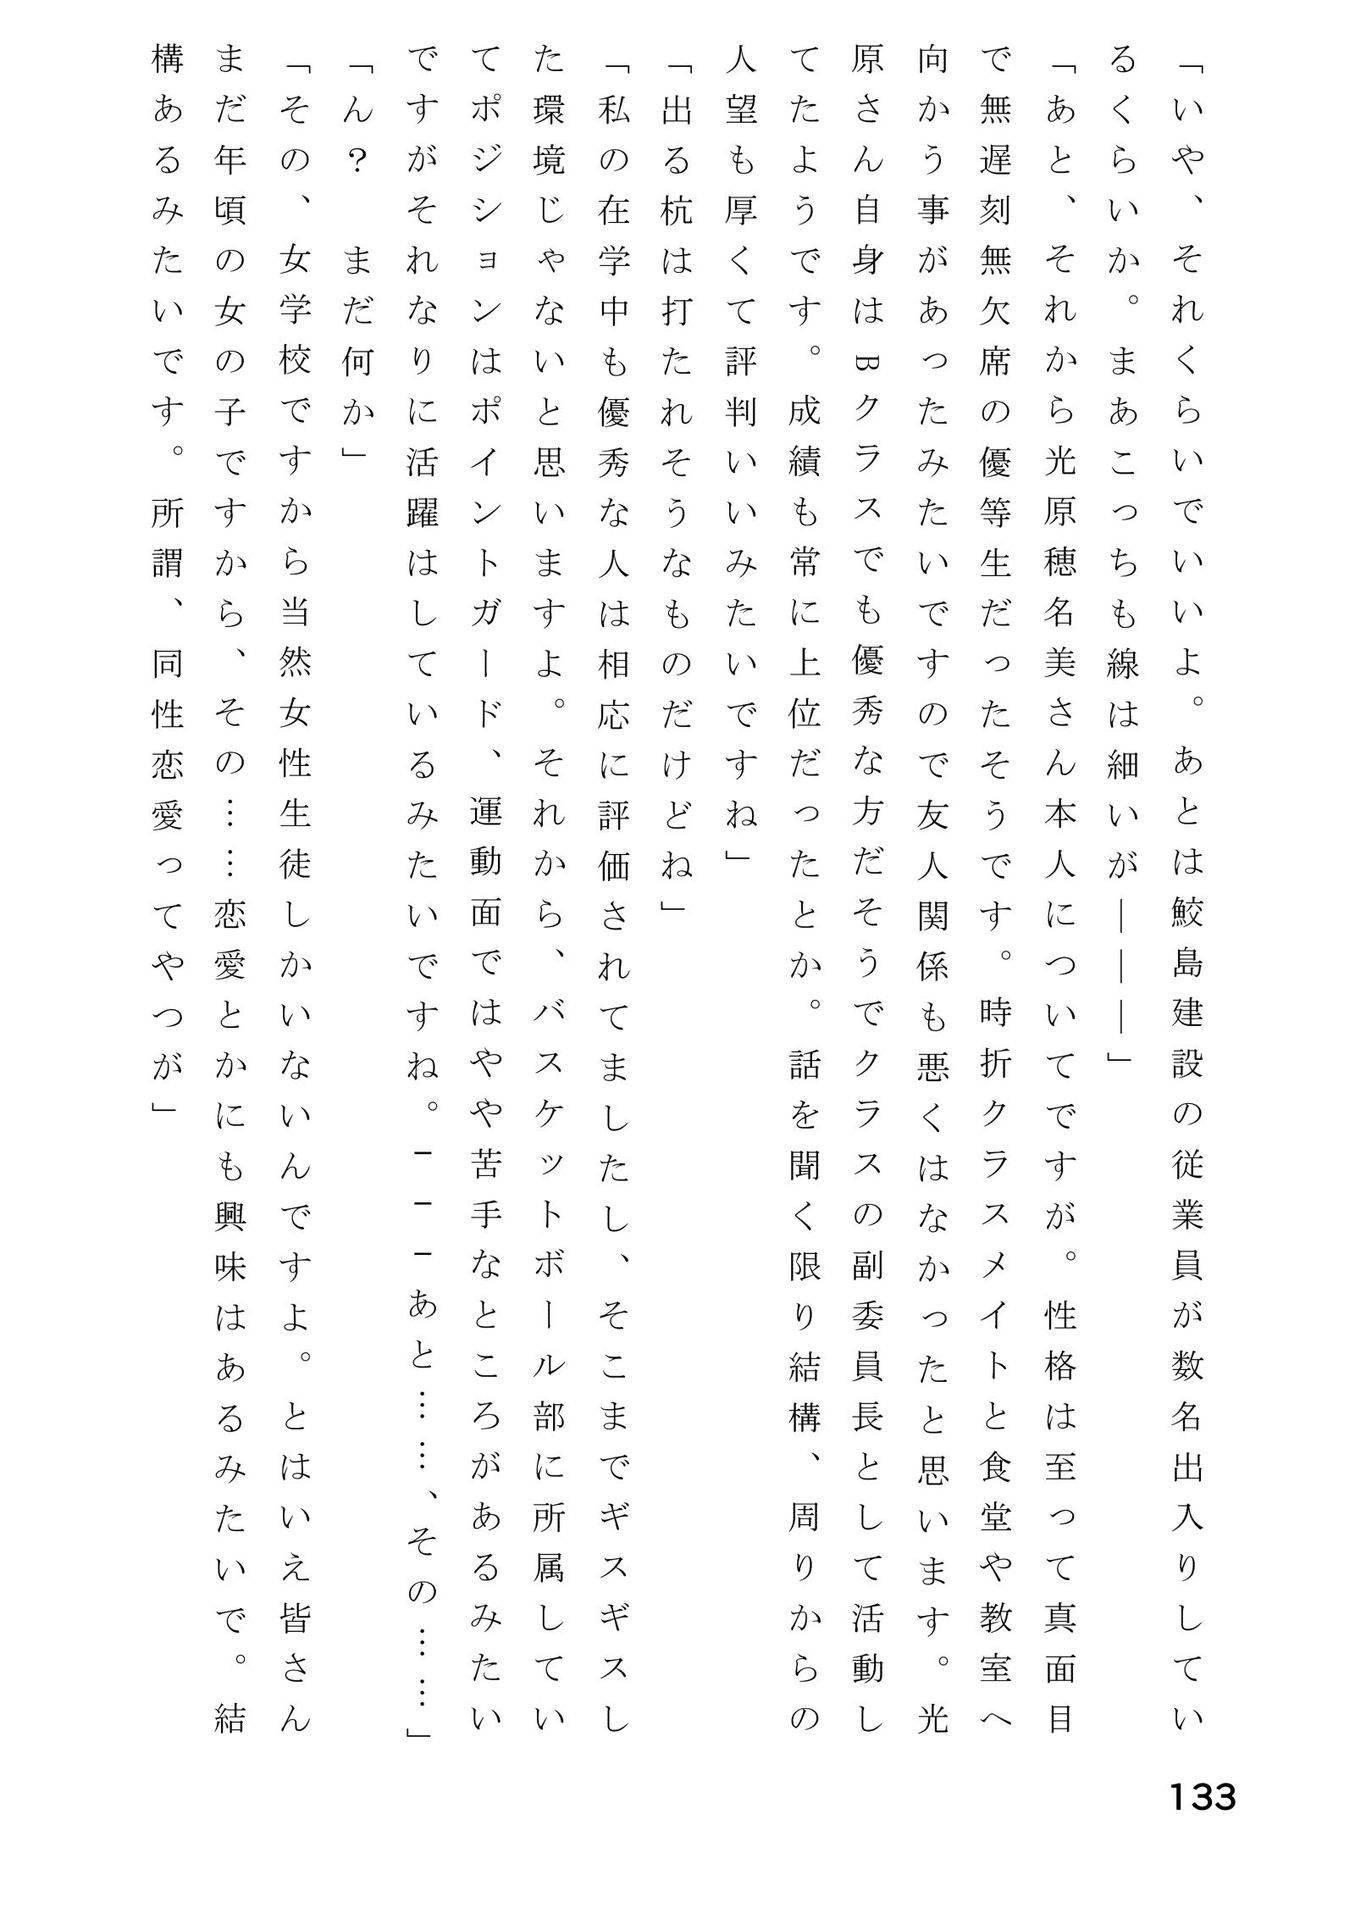 「いや、それくらいでいいよ。あとは鮫島建設の従業員が数名出入りしてい
るくらいか。まあこっちも線は細いが―――」
「あと、それから光原穂名美さん本人についてですが。性格は至って真面目
で無遅刻無欠席の優等生だったそうです。時折クラスメイトと食堂や教室へ
向かう事があったみたいですので友人関係も悪くはなかったと思います。光
原さん自身はBクラスでも優秀な方だそうでクラスの副委員長として活動し
てたようです。成績も常に上位だったとか。話を聞く限り結構、周りからの
人望も厚くて評判いいみたいですね」
「出る杭は打たれそうなものだけどね」
「私の在学中も優秀な人は相応に評価されてましたし、そこまでギスギスし
た環境じゃないと思いますよ。それから、バスケットボール部に所属してい
てポジションはポイントガード、運動面ではやや苦手なところがあるみたい
ですがそれなりに活躍はしているみたいですね。---あと……、その……」
「ん？　まだ何か」
「その、女学校ですから当然女性生徒しかいないんですよ。とはいえ皆さん
まだ年頃の女の子ですから、その……恋愛とかにも興味はあるみたいで。結
構あるみたいです。所謂、同性恋愛ってやつが」
133